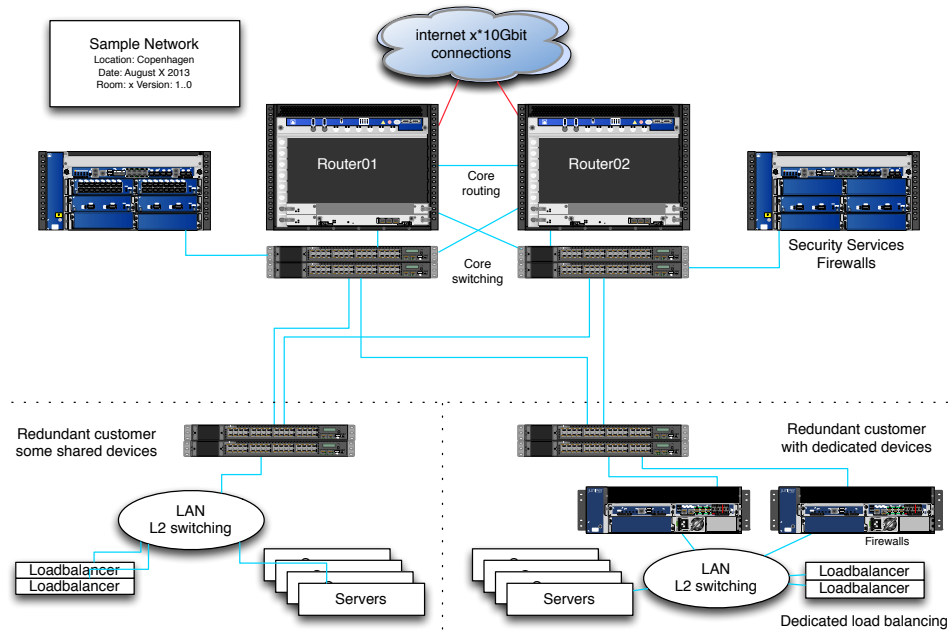 Sample Network
Location: Copenhagen
Date: August X 2013
Room: x Version: 1..0
internet x*10Gbit
connections
Router01
Router02
Core
routing
Core
switching
Security Services
Firewalls
Redundant customer
some shared devices
Redundant customer
with dedicated devices
LAN
L2 switching
Loadbalancer
Loadbalancer
Servers
Firewalls
LAN
L2 switching
Servers
Loadbalancer
Loadbalancer
Dedicated load balancing